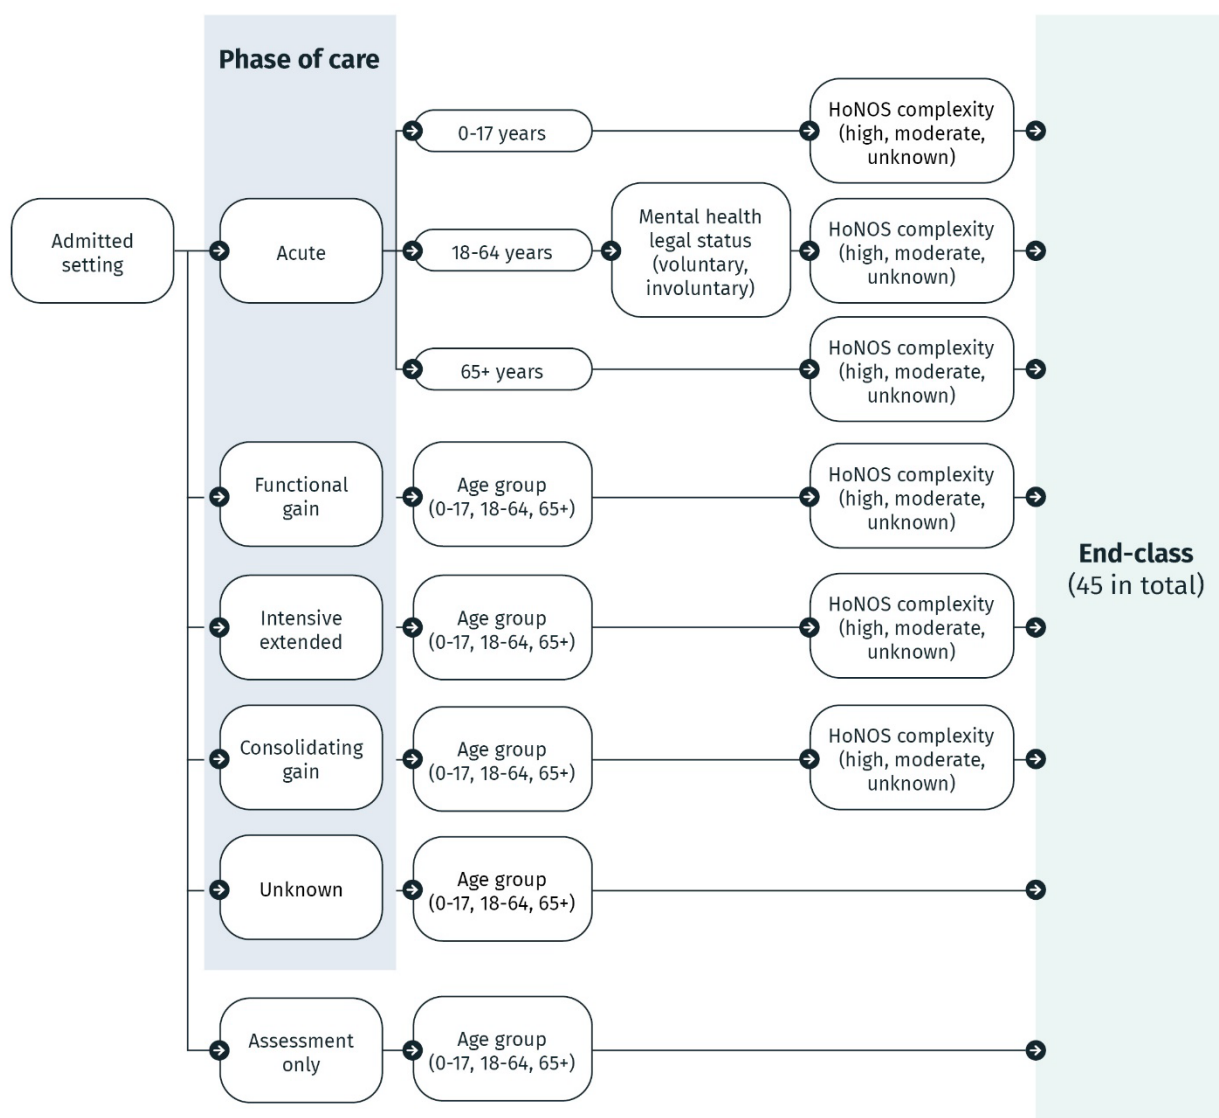 Phase of care
Admitted
setting
Acute
0-17 years
HoNOS complexity
(high, moderate,
unknown)
18-64 years
Mental health
legal status
(voluntary,
involuntary)
HoNOS complexity
(high, moderate,
unknown)
65+ years
HoNOS complexity
(high, moderate,
unknown)
Functional
gain
Age group
(0-17, 18-64, 65+)
HoNOS complexity
(high, moderate,
unknown)
Intensive
extended
Age group
(0-17, 18-64, 65+)
HoNOS complexity
(high, moderate,
unknown)
Consolidating
gain
Age group
(0-17, 18-64, 65+)
HoNOS complexity
(high, moderate,
unknown)
Unknown
Age group
(0-17, 18-64, 65+)
Assessment
only
Age group
(0-17, 18-64, 65+)
End-class
(45 in total)